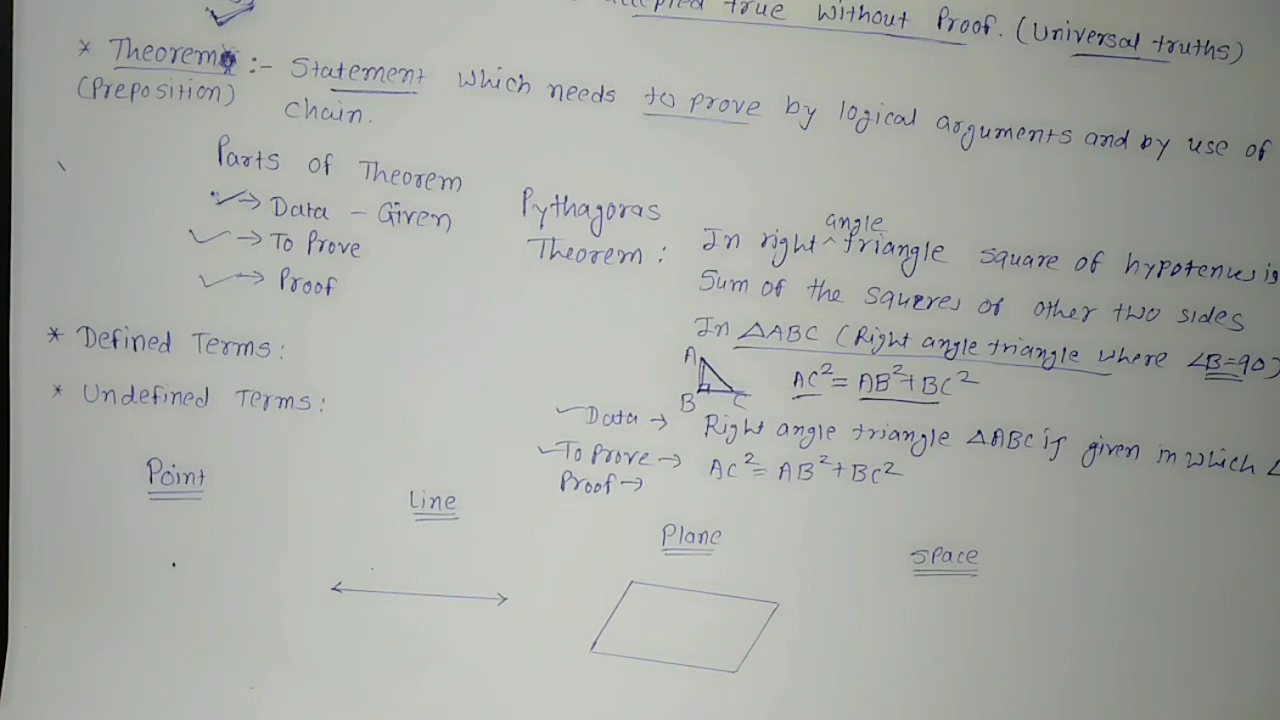 accepted true without Proof. (Universal truths)
* Theorem :- Statement which needs to prove by logical arguments and by use of
(Preposition) chain.
Parts of Theorem
→ Data - Given
→ To Prove
→ Proof
Pythagoras
Theorem : In right ^ angle triangle square of hypotenus is
Sum of the squares of other two sides
In △ABC (Right angle triangle where ∠B=90)
A
B
C
AC² = AB² + BC²
* Defined Terms :
* Undefined Terms :
Data → Right angle triangle △ABC is given in which ∠
To Prove → AC² = AB² + BC²
Proof →
Point
Line
Plane
Space